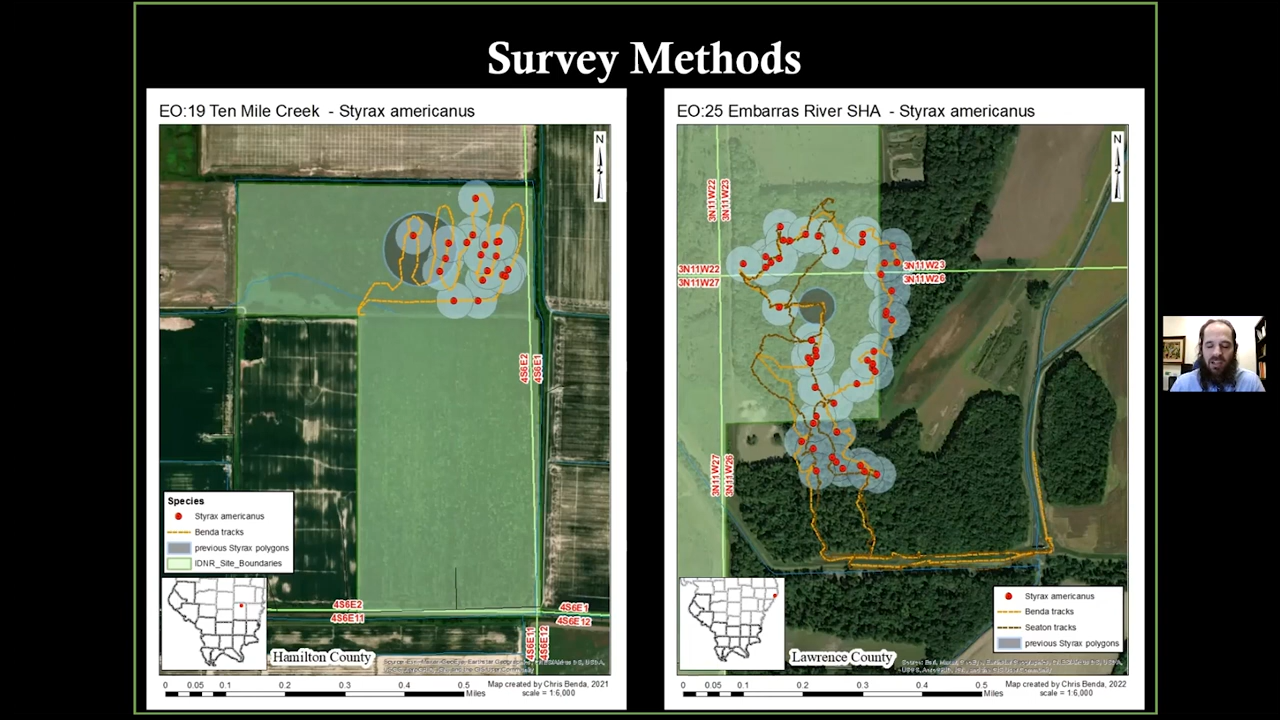 Survey Methods
EO:19 Ten Mile Creek - Styrax americanus
N
4S6E2
4S6E1
Species
Styrax americanus
Benda tracks
previous Styrax polygons
IDNR_Site_Boundaries
4S6E2
4S6E11
4S6E1
4S6E12
4S6E11
4S6E12
Hamilton County
0 0.05 0.1 0.2 0.3 0.4 0.5
Miles
Map created by Chris Benda, 2021
scale = 1:6,000
EO:25 Embarras River SHA - Styrax americanus
N
3N11W22
3N11W23
3N11W22
3N11W27
3N11W23
3N11W26
3N11W27
3N11W26
Styrax americanus
Benda tracks
Seaton tracks
previous Styrax polygons
Lawrence County
0 0.05 0.1 0.2 0.3 0.4 0.5
Miles
Map created by Chris Benda, 2022
scale = 1:6,000